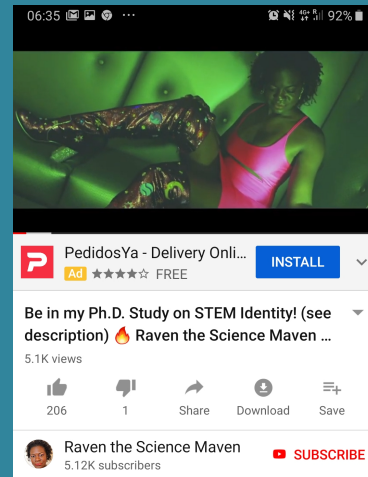 06:35
4G+ R 92%
PedidosYa - Delivery Onli...
Ad FREE
INSTALL
Be in my Ph.D. Study on STEM Identity! (see
description) 🔥 Raven the Science Maven ...
5.1K views
206 1 Share Download Save
Raven the Science Maven
5.12K subscribers
SUBSCRIBE